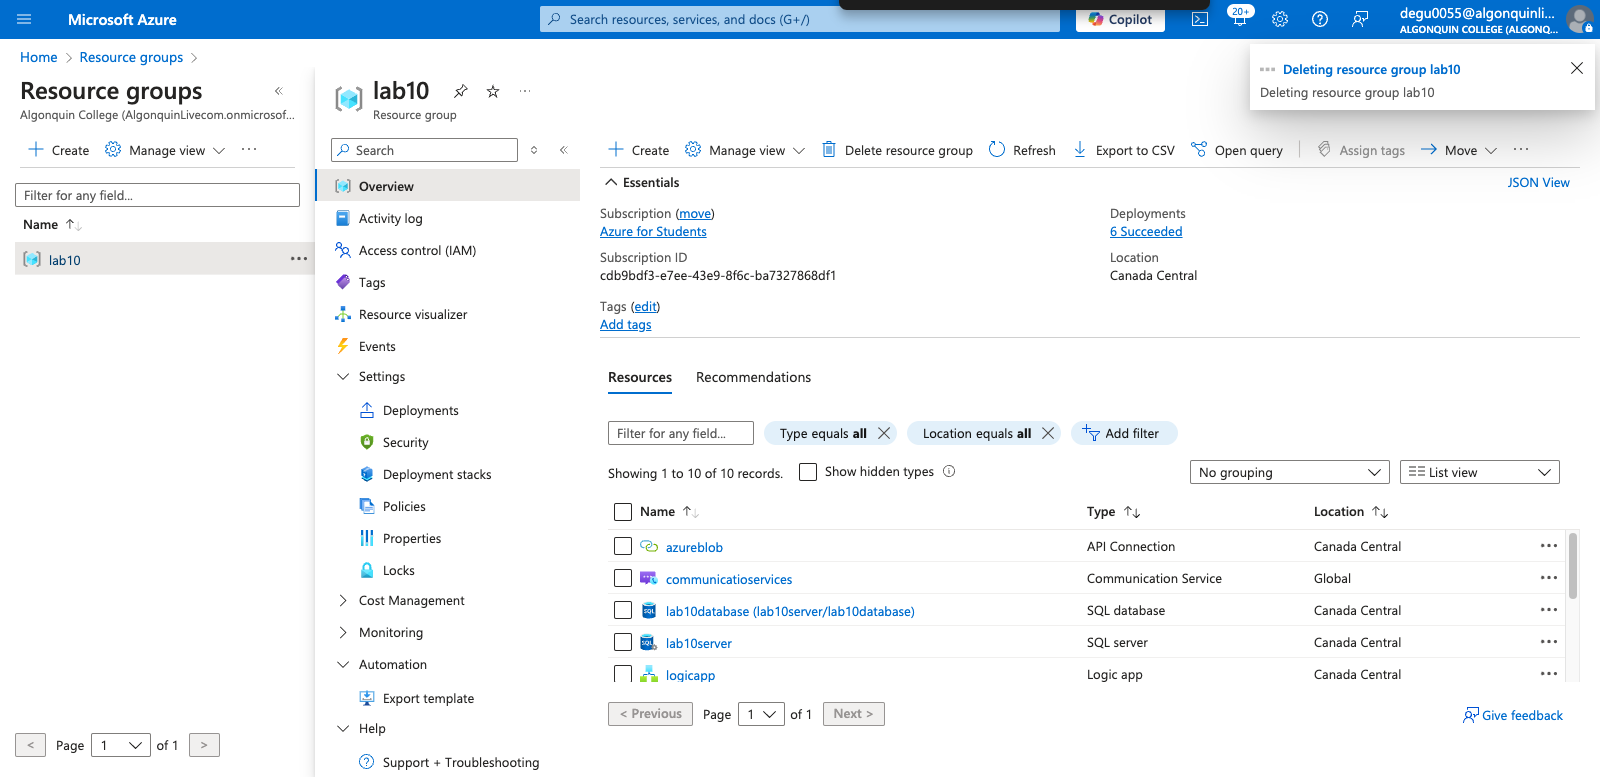 Microsoft Azure
Search resources, services, and docs (G+/)
Copilot
20+
degu0055@algonquinli...
ALGONQUIN COLLEGE (ALGONQ...
Home > Resource groups >
Deleting resource group lab10
Deleting resource group lab10
Resource groups
Algonquin College (AlgonquinLivecom.onmicrosof...
+ Create Manage view ...
Filter for any field...
Name
lab10 ...
< Page 1 of 1 >
lab10
Resource group
Search
Overview
Activity log
Access control (IAM)
Tags
Resource visualizer
Events
Settings
Deployments
Security
Deployment stacks
Policies
Properties
Locks
Cost Management
Monitoring
Automation
Export template
Help
Support + Troubleshooting
+ Create Manage view Delete resource group Refresh Export to CSV Open query Assign tags Move ...
Essentials
JSON View
Subscription (move)
Azure for Students
Subscription ID
cdb9bdf3-e7ee-43e9-8f6c-ba7327868df1
Tags (edit)
Add tags
Deployments
6 Succeeded
Location
Canada Central
Resources Recommendations
Filter for any field... Type equals all Location equals all Add filter
Showing 1 to 10 of 10 records. Show hidden types No grouping List view
Name Type Location
azureblob API Connection Canada Central ...
communicatioservices Communication Service Global ...
lab10database (lab10server/lab10database) SQL database Canada Central ...
lab10server SQL server Canada Central ...
logicapp Logic app Canada Central ...
< Previous Page 1 of 1 Next >
Give feedback